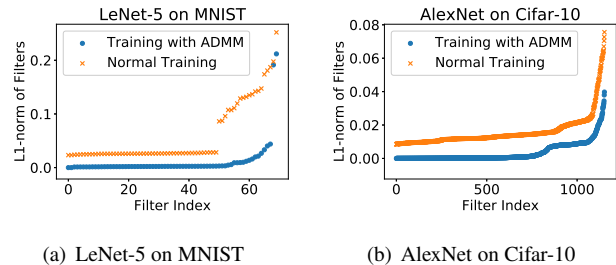 LeNet-5 on MNIST
Training with ADMM
Normal Training
L1-norm of Filters
0.2
0.1
0.0
0 20 40 60
Filter Index
(a) LeNet-5 on MNIST
AlexNet on Cifar-10
Training with ADMM
Normal Training
L1-norm of Filters
0.08
0.06
0.04
0.02
0.00
0 500 1000
Filter Index
(b) AlexNet on Cifar-10